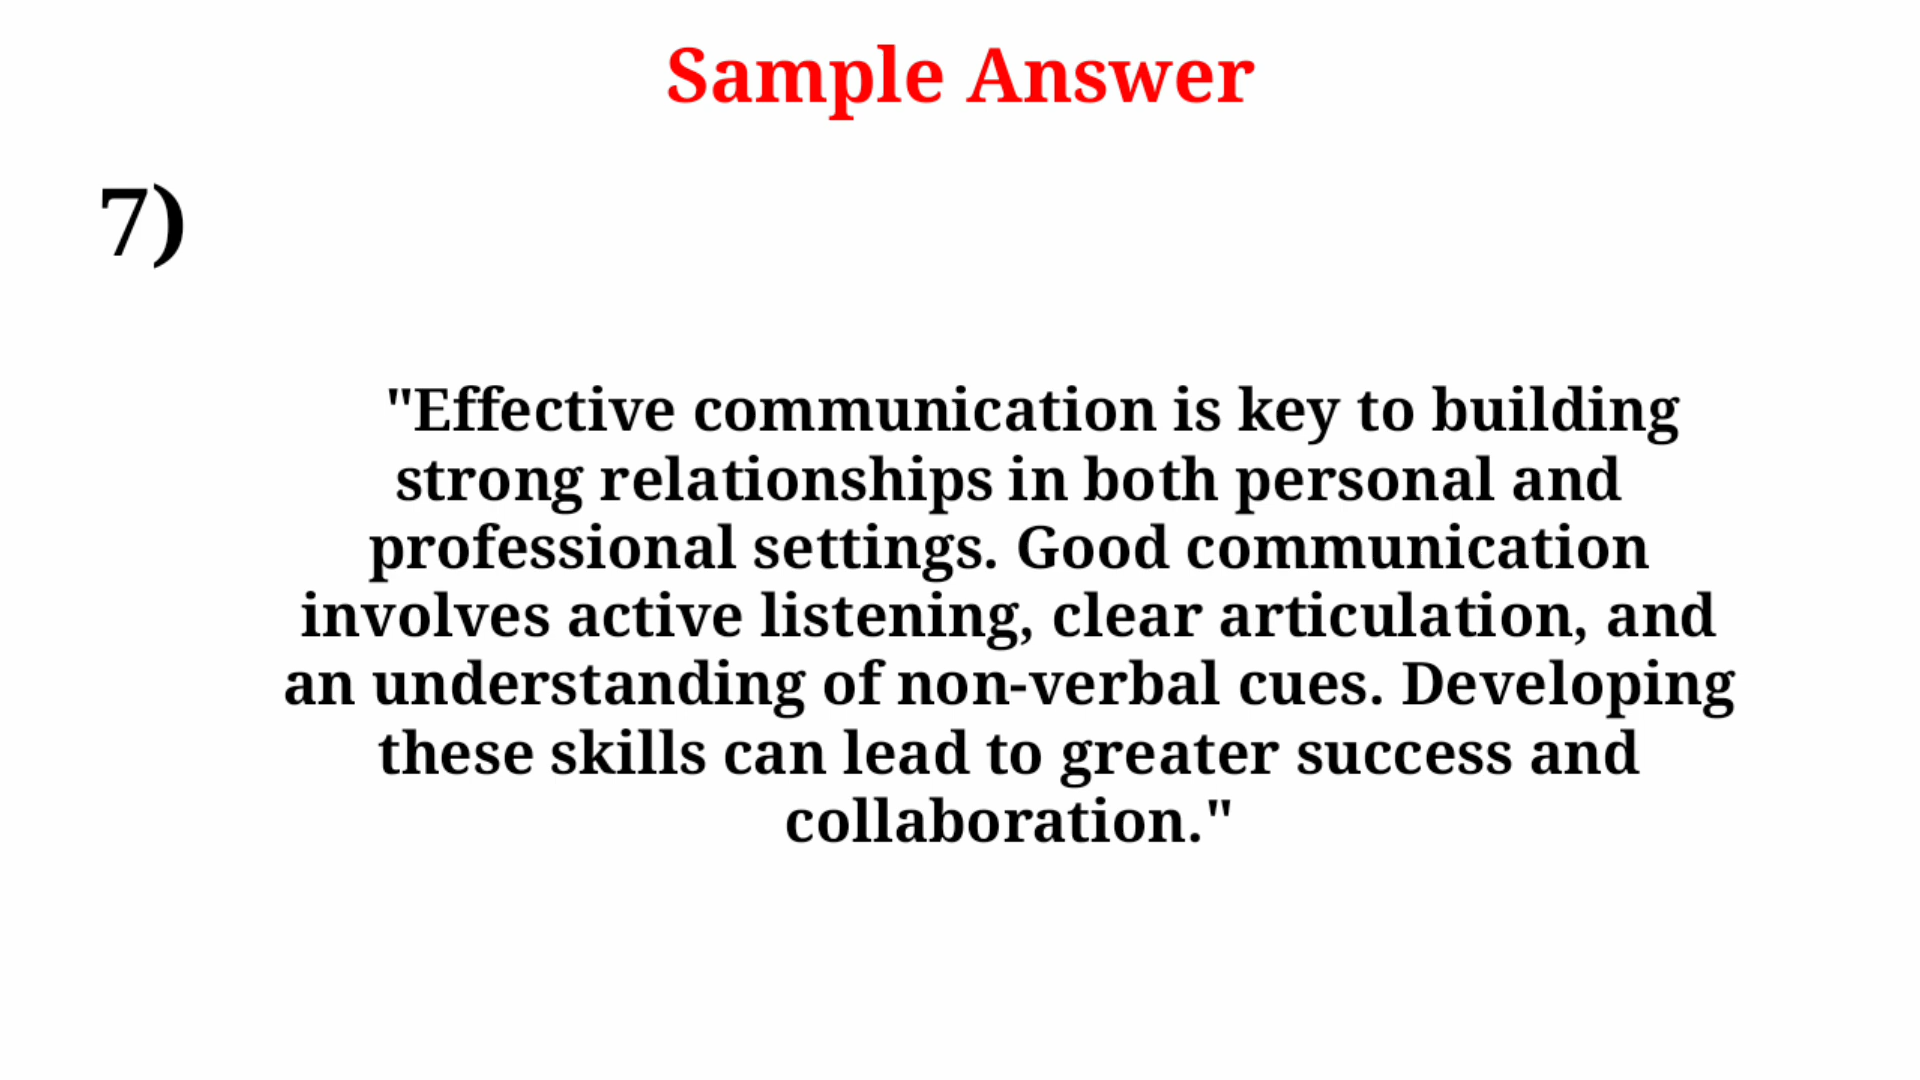 Sample Answer
7)
"Effective communication is key to building
strong relationships in both personal and
professional settings. Good communication
involves active listening, clear articulation, and
an understanding of non-verbal cues. Developing
these skills can lead to greater success and
collaboration."